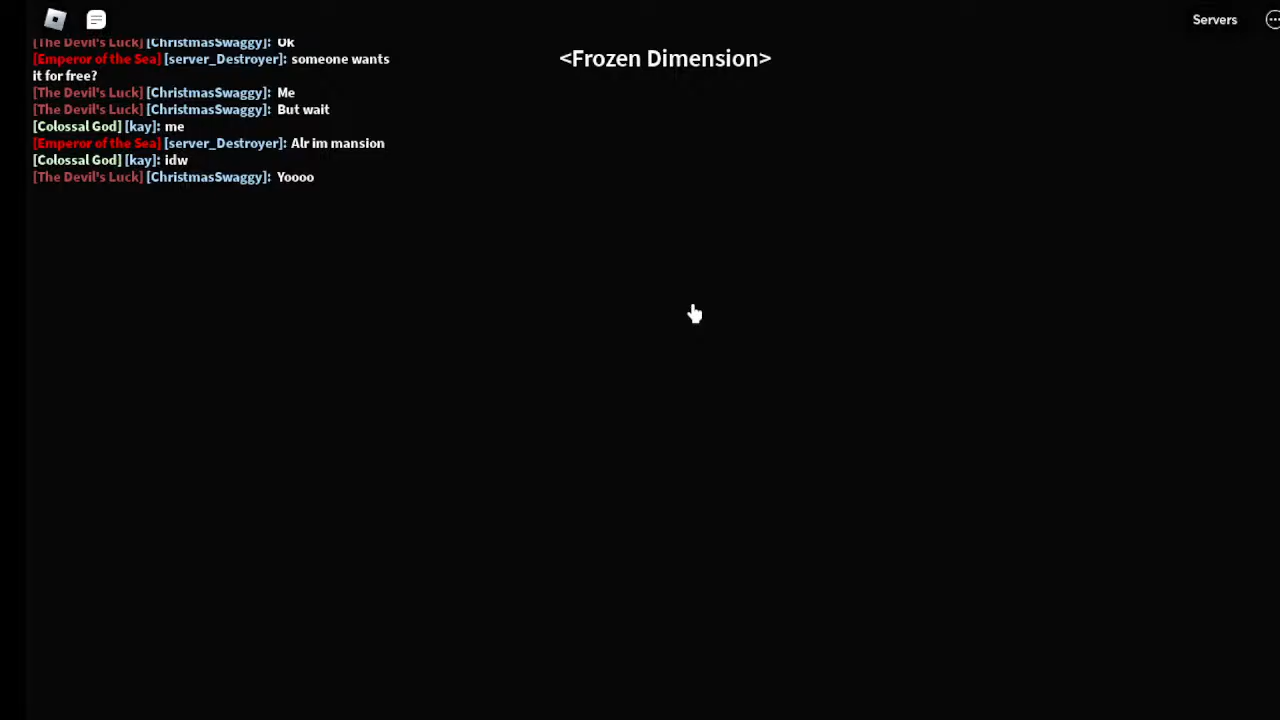 Servers
[The Devil's Luck] [ChristmasSwaggy]: Ok
<Frozen Dimension>
[Emperor of the Sea] [server_Destroyer]: someone wants
it for free?
[The Devil's Luck] [ChristmasSwaggy]: Me
[The Devil's Luck] [ChristmasSwaggy]: But wait
[Colossal God] [kay]: me
[Emperor of the Sea] [server_Destroyer]: Alr im mansion
[Colossal God] [kay]: idw
[The Devil's Luck] [ChristmasSwaggy]: Yoooo